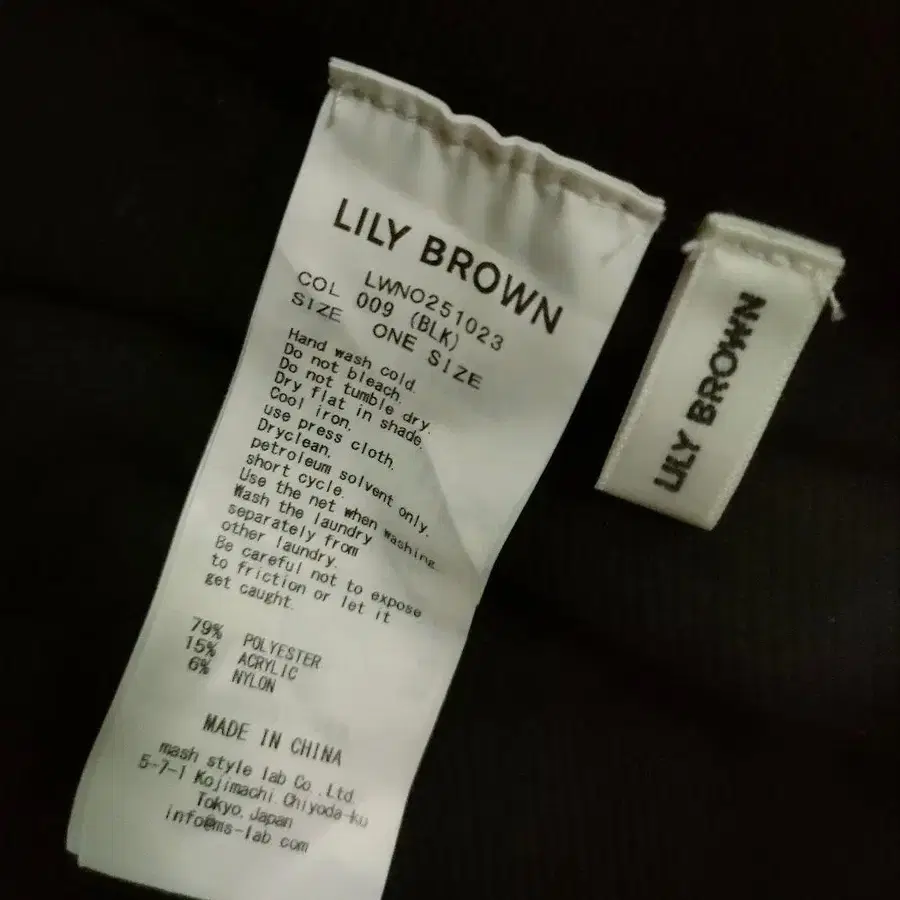 LILY BROWN
LWNO251023
COL 009 (BLK)
SIZE ONE SIZE
Hand wash cold.
Do not bleach.
Do not tumble dry.
Dry flat in shade.
Cool iron.
use press cloth.
Dryclean.
petroleum solvent only.
short cycle.
Use the net when washing.
Wash the laundry
separately from
other laundry.
Be careful not to expose
to friction or let it
get caught.
79% POLYESTER
15% ACRYLIC
6% NYLON
MADE IN CHINA
mash style lab Co.,Ltd.
5-7-1 Kojimachi Chiyoda-ku
Tokyo, Japan
info@ms-lab com
LILY BROWN